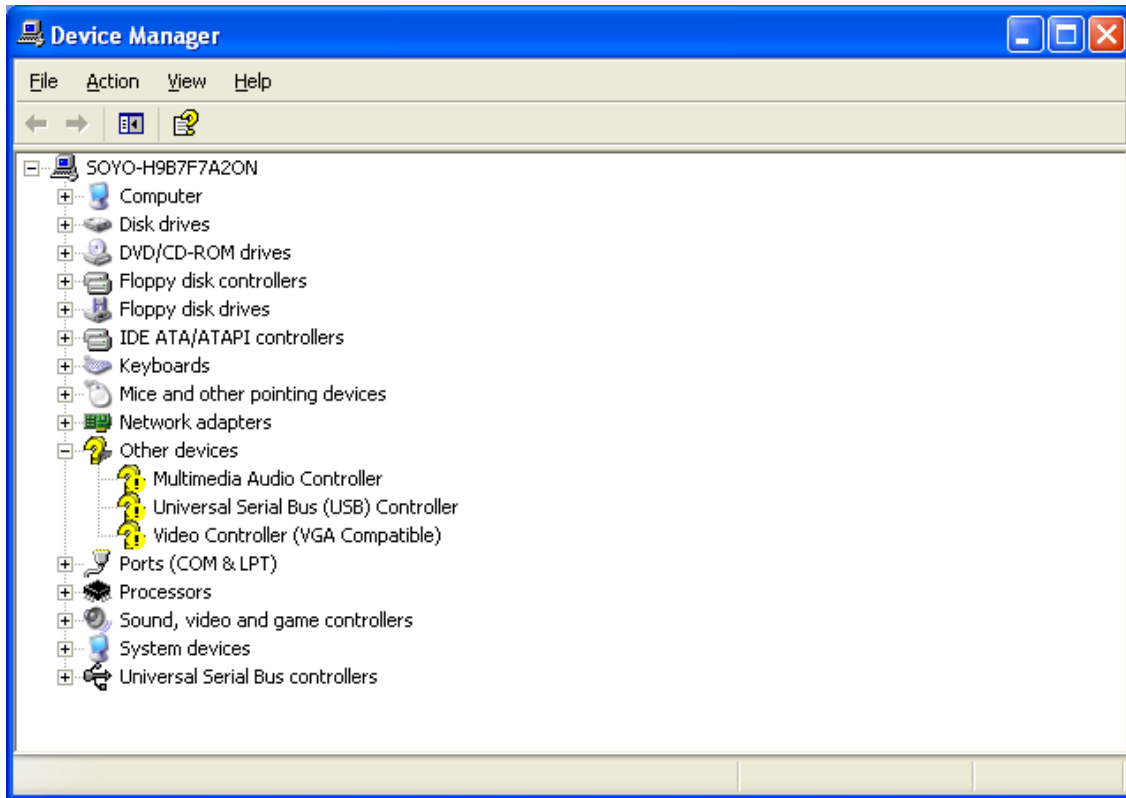 Device Manager
File Action View Help
SOYO-H9B7F7A2ON
Computer
Disk drives
DVD/CD-ROM drives
Floppy disk controllers
Floppy disk drives
IDE ATA/ATAPI controllers
Keyboards
Mice and other pointing devices
Network adapters
Other devices
Multimedia Audio Controller
Universal Serial Bus (USB) Controller
Video Controller (VGA Compatible)
Ports (COM & LPT)
Processors
Sound, video and game controllers
System devices
Universal Serial Bus controllers